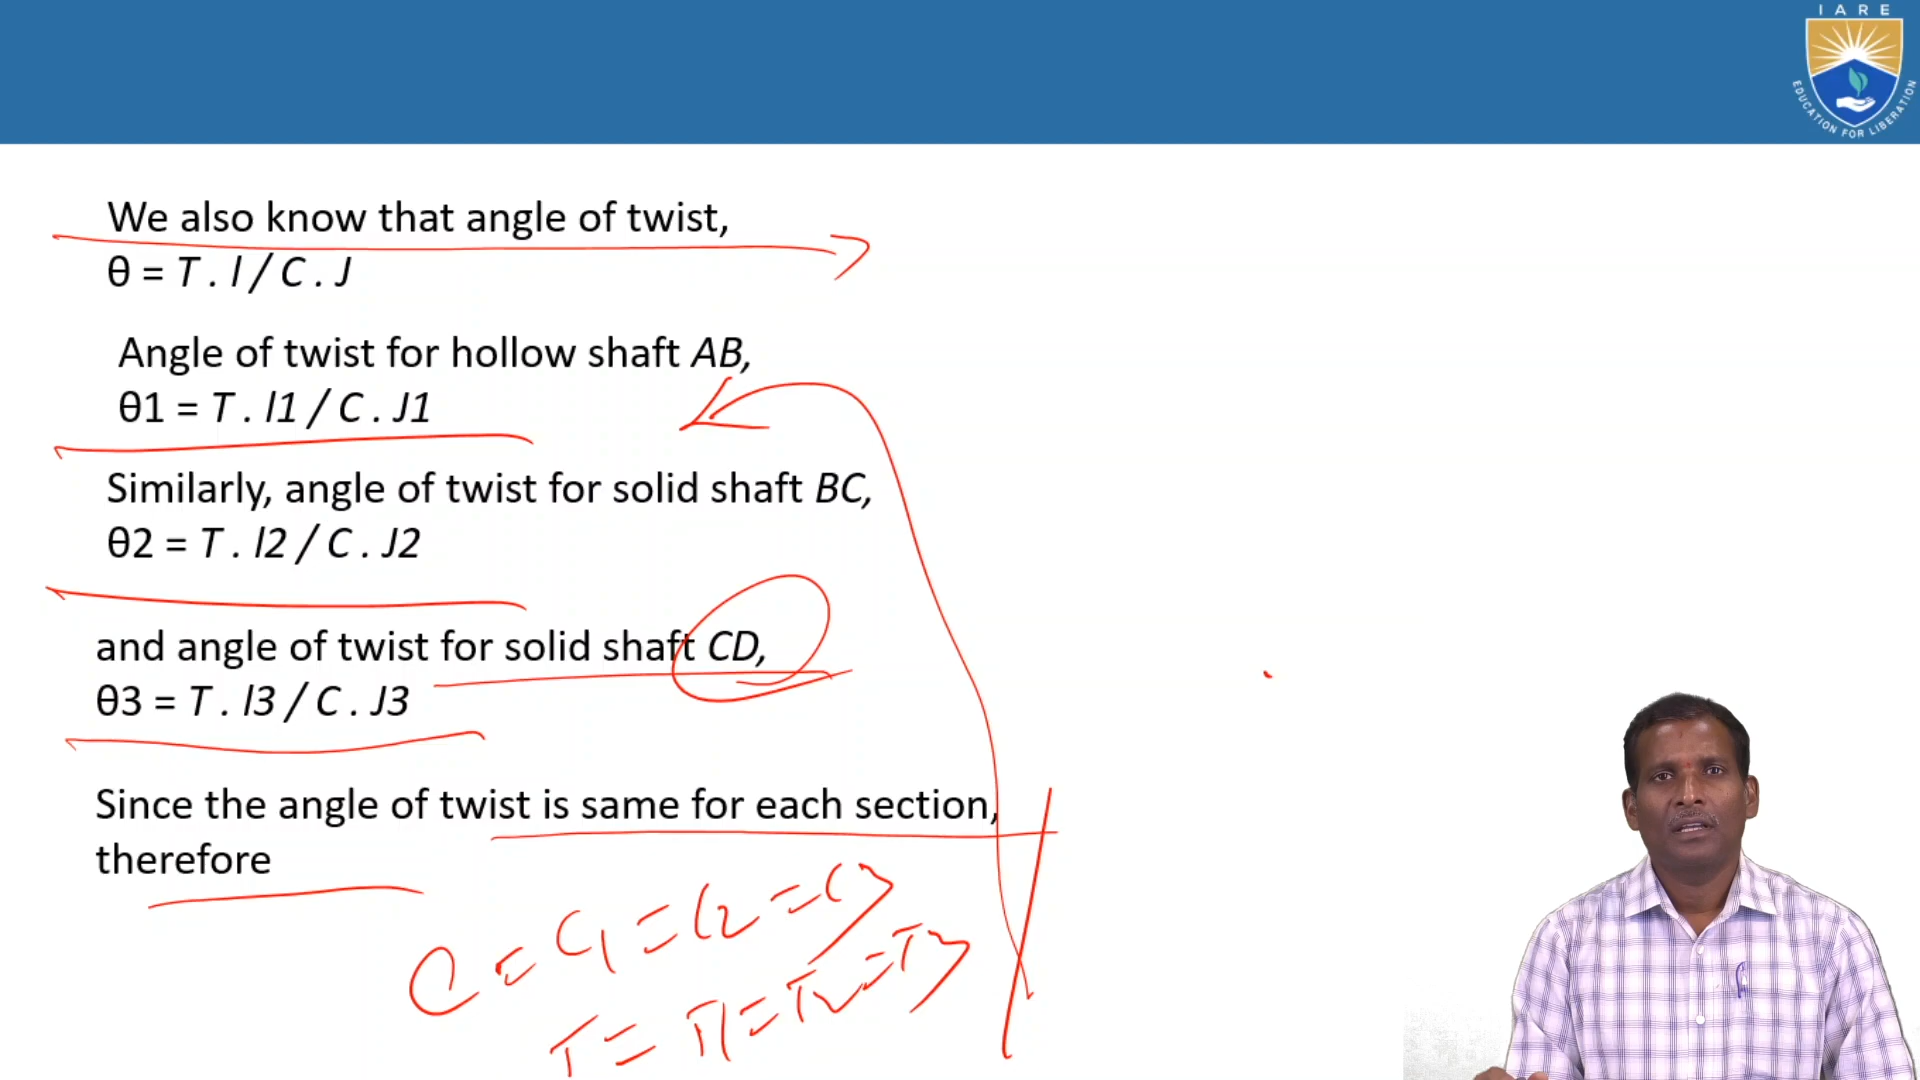 IARE
EDUCATION FOR LIBERATION
We also know that angle of twist,
θ = T . l / C . J
Angle of twist for hollow shaft AB,
θ1 = T . l1 / C . J1
Similarly, angle of twist for solid shaft BC,
θ2 = T . l2 / C . J2
and angle of twist for solid shaft CD,
θ3 = T . l3 / C . J3
Since the angle of twist is same for each section,
therefore
C = C1 = C2 = C3
T = T1 = T2 = T3